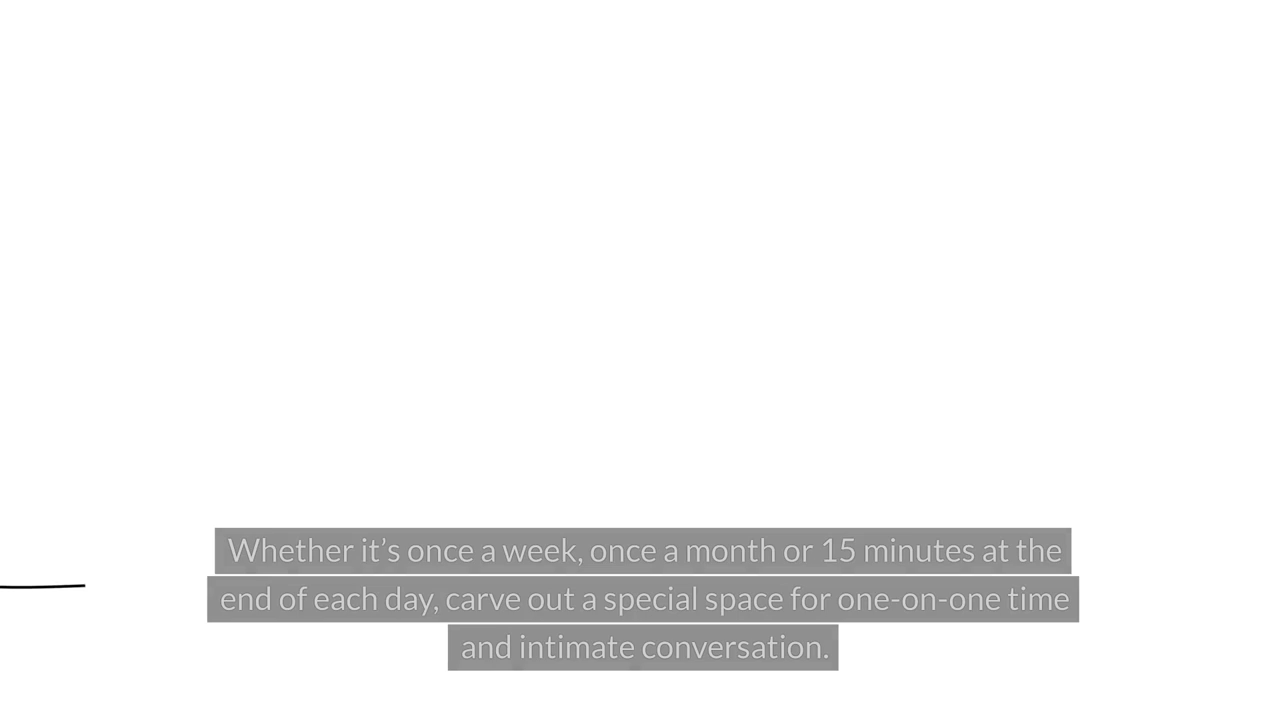 Whether it’s once a week, once a month or 15 minutes at the
end of each day, carve out a special space for one-on-one time
and intimate conversation.